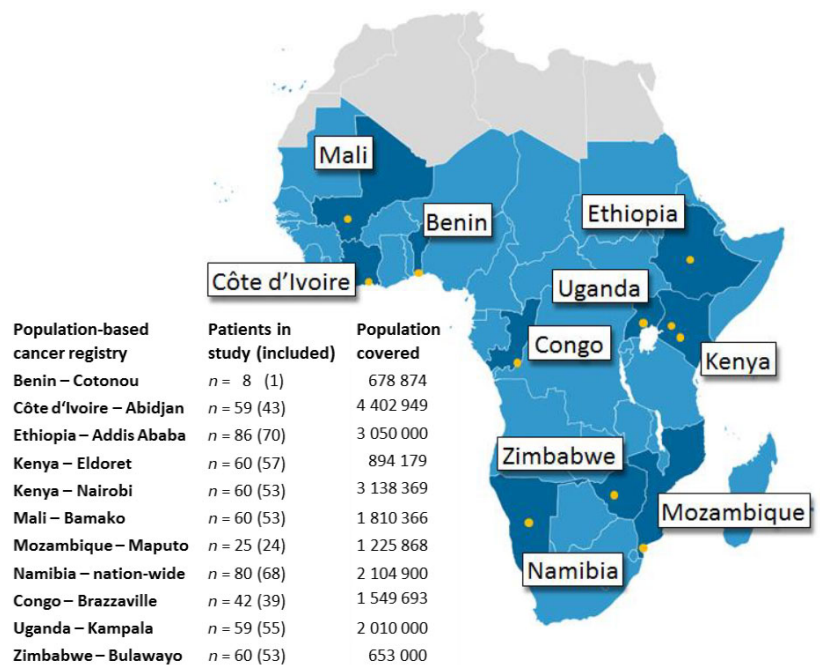 Mali
Benin
Ethiopia
Côte d’Ivoire
Uganda
Congo
Kenya
Zimbabwe
Mozambique
Namibia
Population-based cancer registry Patients in study (included) Population covered
Benin – Cotonou n = 8 (1) 678 874
Côte d‘Ivoire – Abidjan n = 59 (43) 4 402 949
Ethiopia – Addis Ababa n = 86 (70) 3 050 000
Kenya – Eldoret n = 60 (57) 894 179
Kenya – Nairobi n = 60 (53) 3 138 369
Mali – Bamako n = 60 (53) 1 810 366
Mozambique – Maputo n = 25 (24) 1 225 868
Namibia – nation-wide n = 80 (68) 2 104 900
Congo – Brazzaville n = 42 (39) 1 549 693
Uganda – Kampala n = 59 (55) 2 010 000
Zimbabwe – Bulawayo n = 60 (53) 653 000